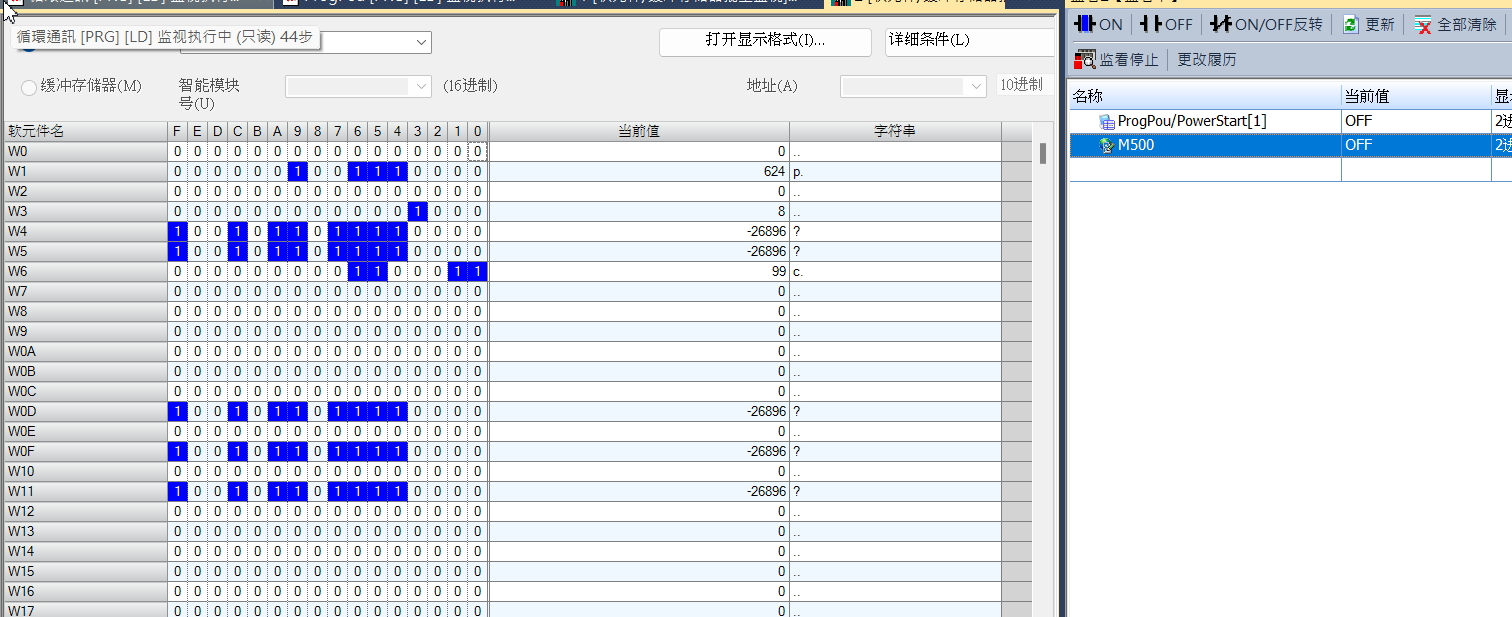 循環通訊 [PRG] [LD] 监视执行中 (只读) 44步
打开显示格式(I)...
详细条件(L)
缓冲存储器(M)
智能模块
号(U)
(16进制)
地址(A)
10进制
软元件名 F E D C B A 9 8 7 6 5 4 3 2 1 0 当前值 字符串
W0 0 0 0 0 0 0 0 0 0 0 0 0 0 0 0 0 0 ..
W1 0 0 0 0 0 0 1 0 0 1 1 1 0 0 0 0 624 p.
W2 0 0 0 0 0 0 0 0 0 0 0 0 0 0 0 0 0 ..
W3 0 0 0 0 0 0 0 0 0 0 0 0 1 0 0 0 8 ..
W4 1 0 0 1 0 1 1 0 1 1 1 1 0 0 0 0 -26896 ?
W5 1 0 0 1 0 1 1 0 1 1 1 1 0 0 0 0 -26896 ?
W6 0 0 0 0 0 0 0 0 0 1 1 0 0 0 1 1 99 c.
W7 0 0 0 0 0 0 0 0 0 0 0 0 0 0 0 0 0 ..
W8 0 0 0 0 0 0 0 0 0 0 0 0 0 0 0 0 0 ..
W9 0 0 0 0 0 0 0 0 0 0 0 0 0 0 0 0 0 ..
W0A 0 0 0 0 0 0 0 0 0 0 0 0 0 0 0 0 0 ..
W0B 0 0 0 0 0 0 0 0 0 0 0 0 0 0 0 0 0 ..
W0C 0 0 0 0 0 0 0 0 0 0 0 0 0 0 0 0 0 ..
W0D 1 0 0 1 0 1 1 0 1 1 1 1 0 0 0 0 -26896 ?
W0E 0 0 0 0 0 0 0 0 0 0 0 0 0 0 0 0 0 ..
W0F 1 0 0 1 0 1 1 0 1 1 1 1 0 0 0 0 -26896 ?
W10 0 0 0 0 0 0 0 0 0 0 0 0 0 0 0 0 0 ..
W11 1 0 0 1 0 1 1 0 1 1 1 1 0 0 0 0 -26896 ?
W12 0 0 0 0 0 0 0 0 0 0 0 0 0 0 0 0 0 ..
W13 0 0 0 0 0 0 0 0 0 0 0 0 0 0 0 0 0 ..
W14 0 0 0 0 0 0 0 0 0 0 0 0 0 0 0 0 0 ..
W15 0 0 0 0 0 0 0 0 0 0 0 0 0 0 0 0 0 ..
W16 0 0 0 0 0 0 0 0 0 0 0 0 0 0 0 0 0 ..
W17 0 0 0 0 0 0 0 0 0 0 0 0 0 0 0 0 0 ..
ON OFF ON/OFF反转 更新 全部清除
监看停止 更改履历
名称 当前值
ProgPou/PowerStart[1] OFF 2进
M500 OFF 2进